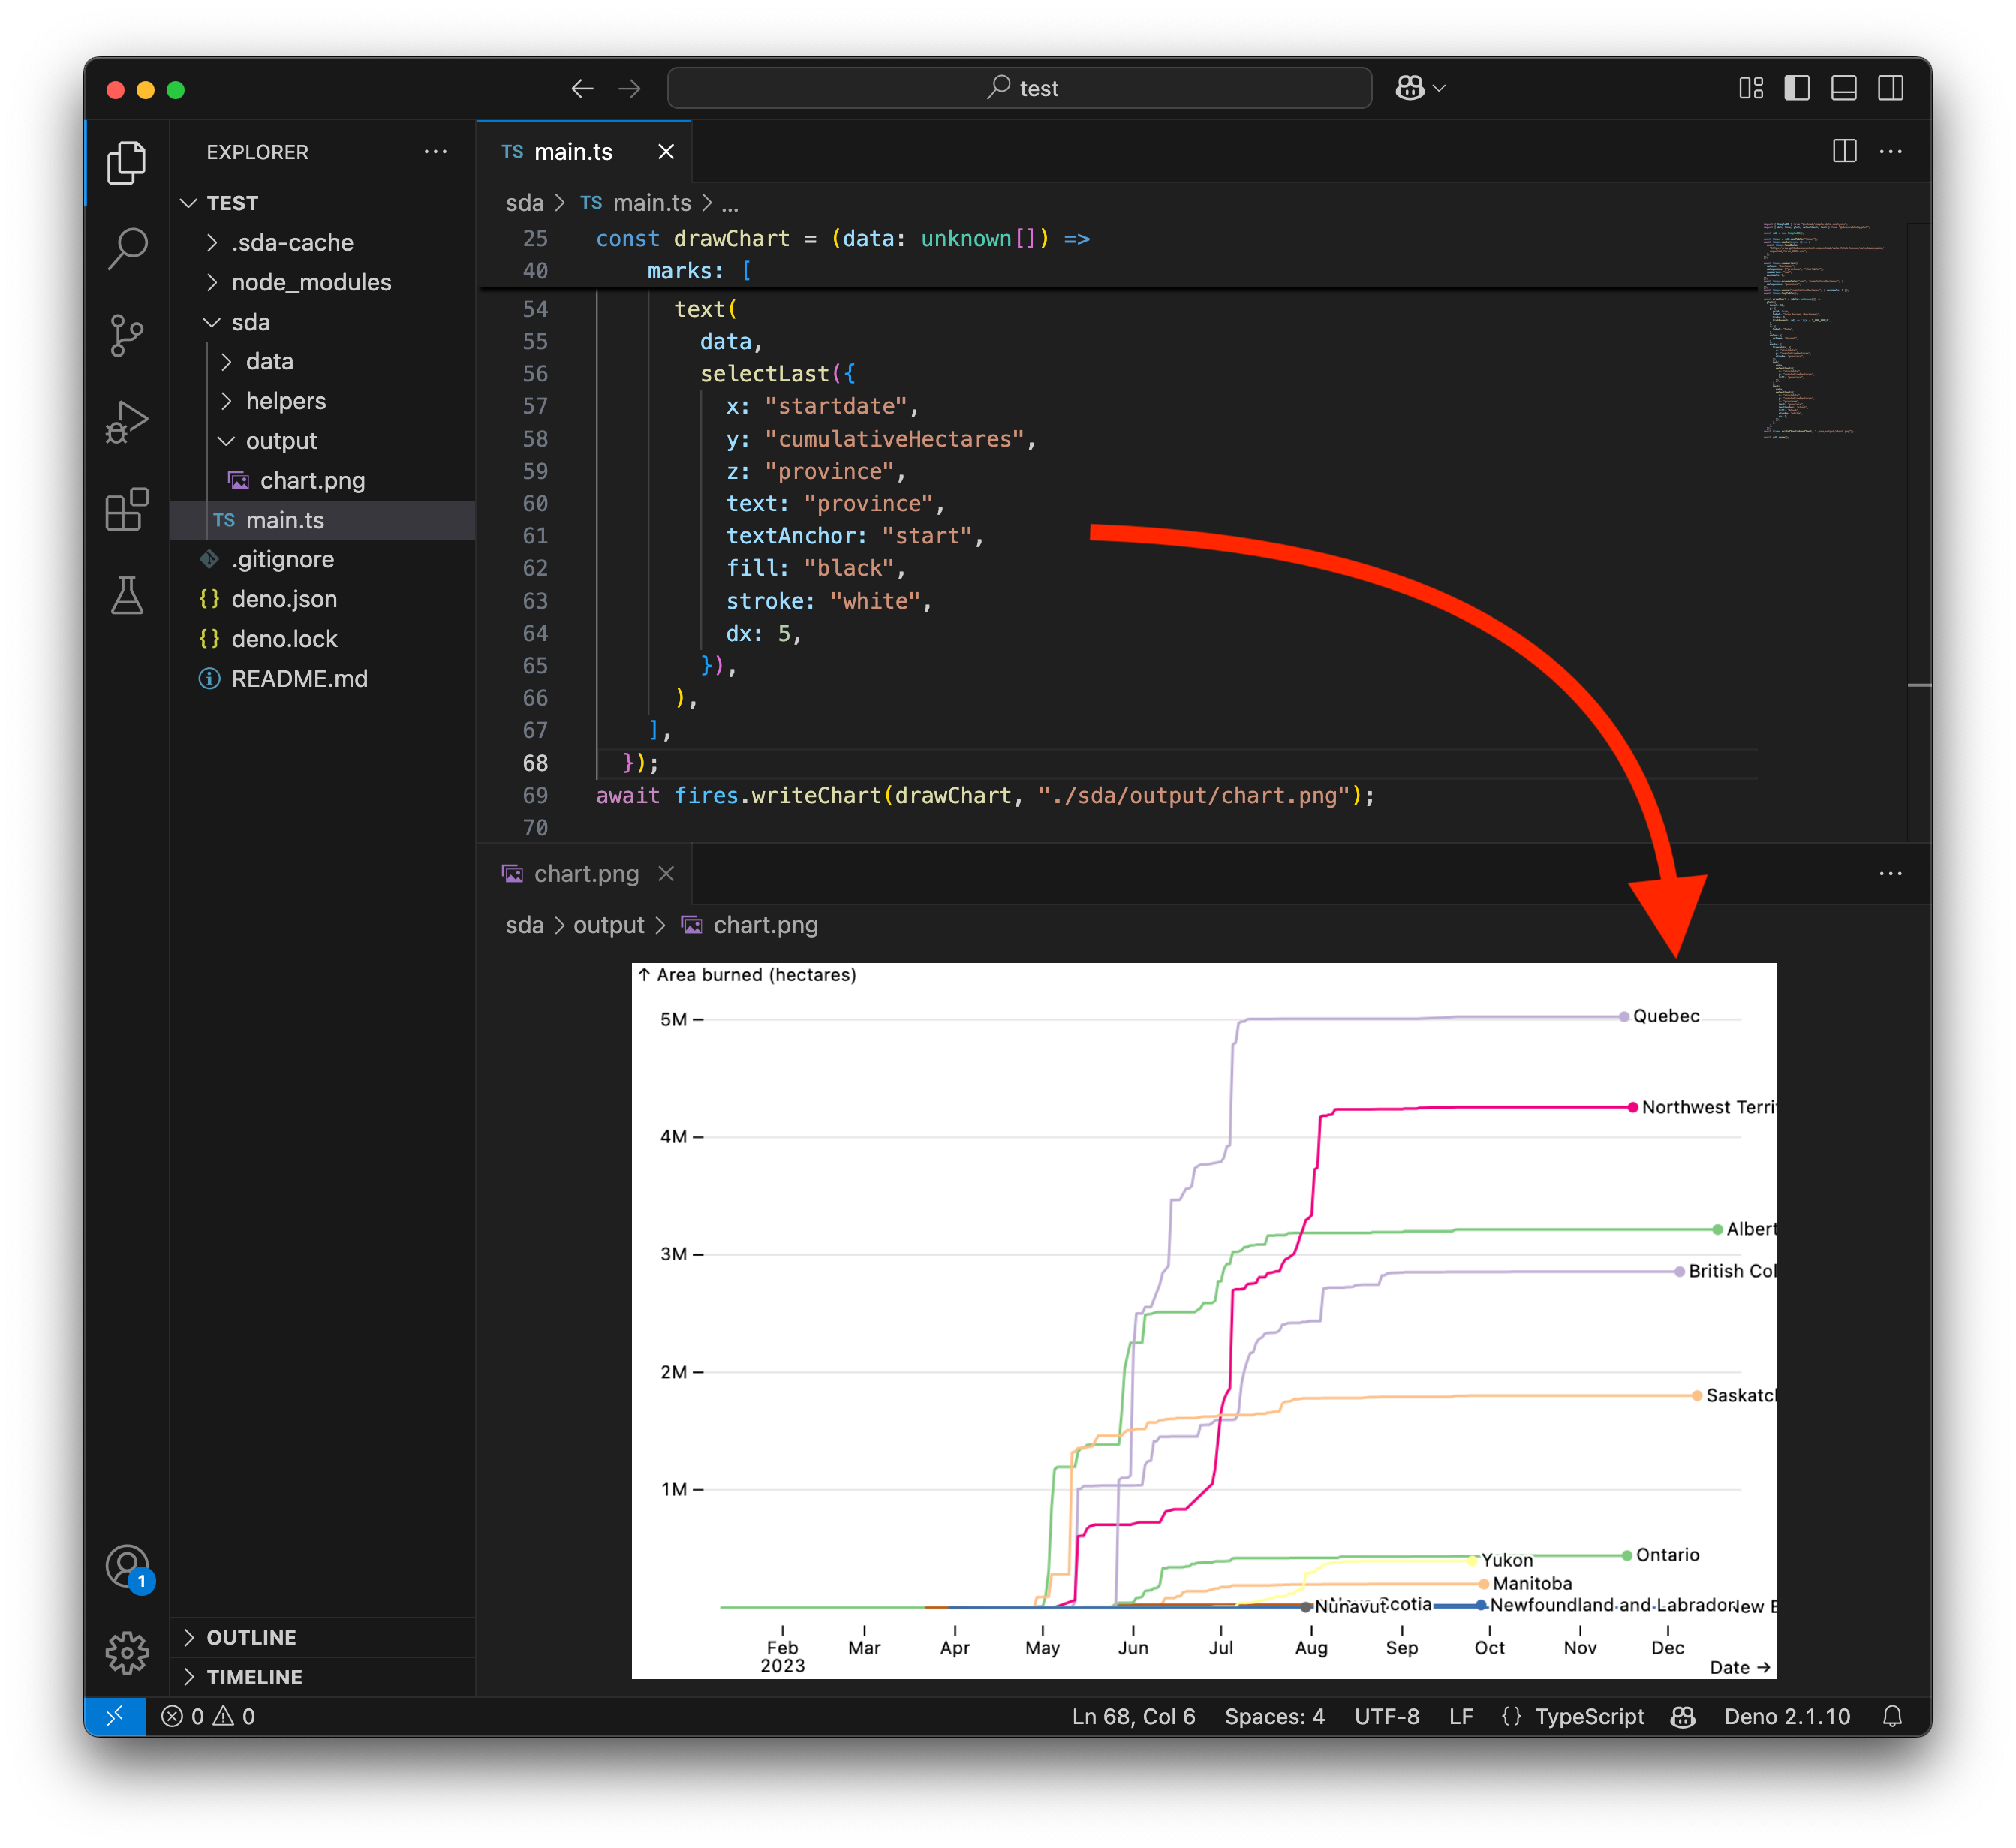 test
EXPLORER
TEST
.sda-cache
node_modules
sda
data
helpers
output
chart.png
TS main.ts
.gitignore
{} deno.json
{} deno.lock
README.md
OUTLINE
TIMELINE
1
TS main.ts
sda > TS main.ts > ...
25 const drawChart = (data: unknown[]) =>
40 marks: [
54 text(
55 data,
56 selectLast({
57 x: "startdate",
58 y: "cumulativeHectares",
59 z: "province",
60 text: "province",
61 textAnchor: "start",
62 fill: "black",
63 stroke: "white",
64 dx: 5,
65 }),
66 ),
67 ],
68 });
69 await fires.writeChart(drawChart, "./sda/output/chart.png");
70
chart.png
sda > output > chart.png
↑ Area burned (hectares)
5M
4M
3M
2M
1M
Quebec
Northwest Terri
Albert
British Col
Saskatc
Ontario
Yukon
Manitoba
Nunavut
cotia
Newfoundland and Labrador
New B
Feb
2023
Mar
Apr
May
Jun
Jul
Aug
Sep
Oct
Nov
Dec
Date →
0 0
Ln 68, Col 6
Spaces: 4
UTF-8
LF
{} TypeScript
Deno 2.1.10